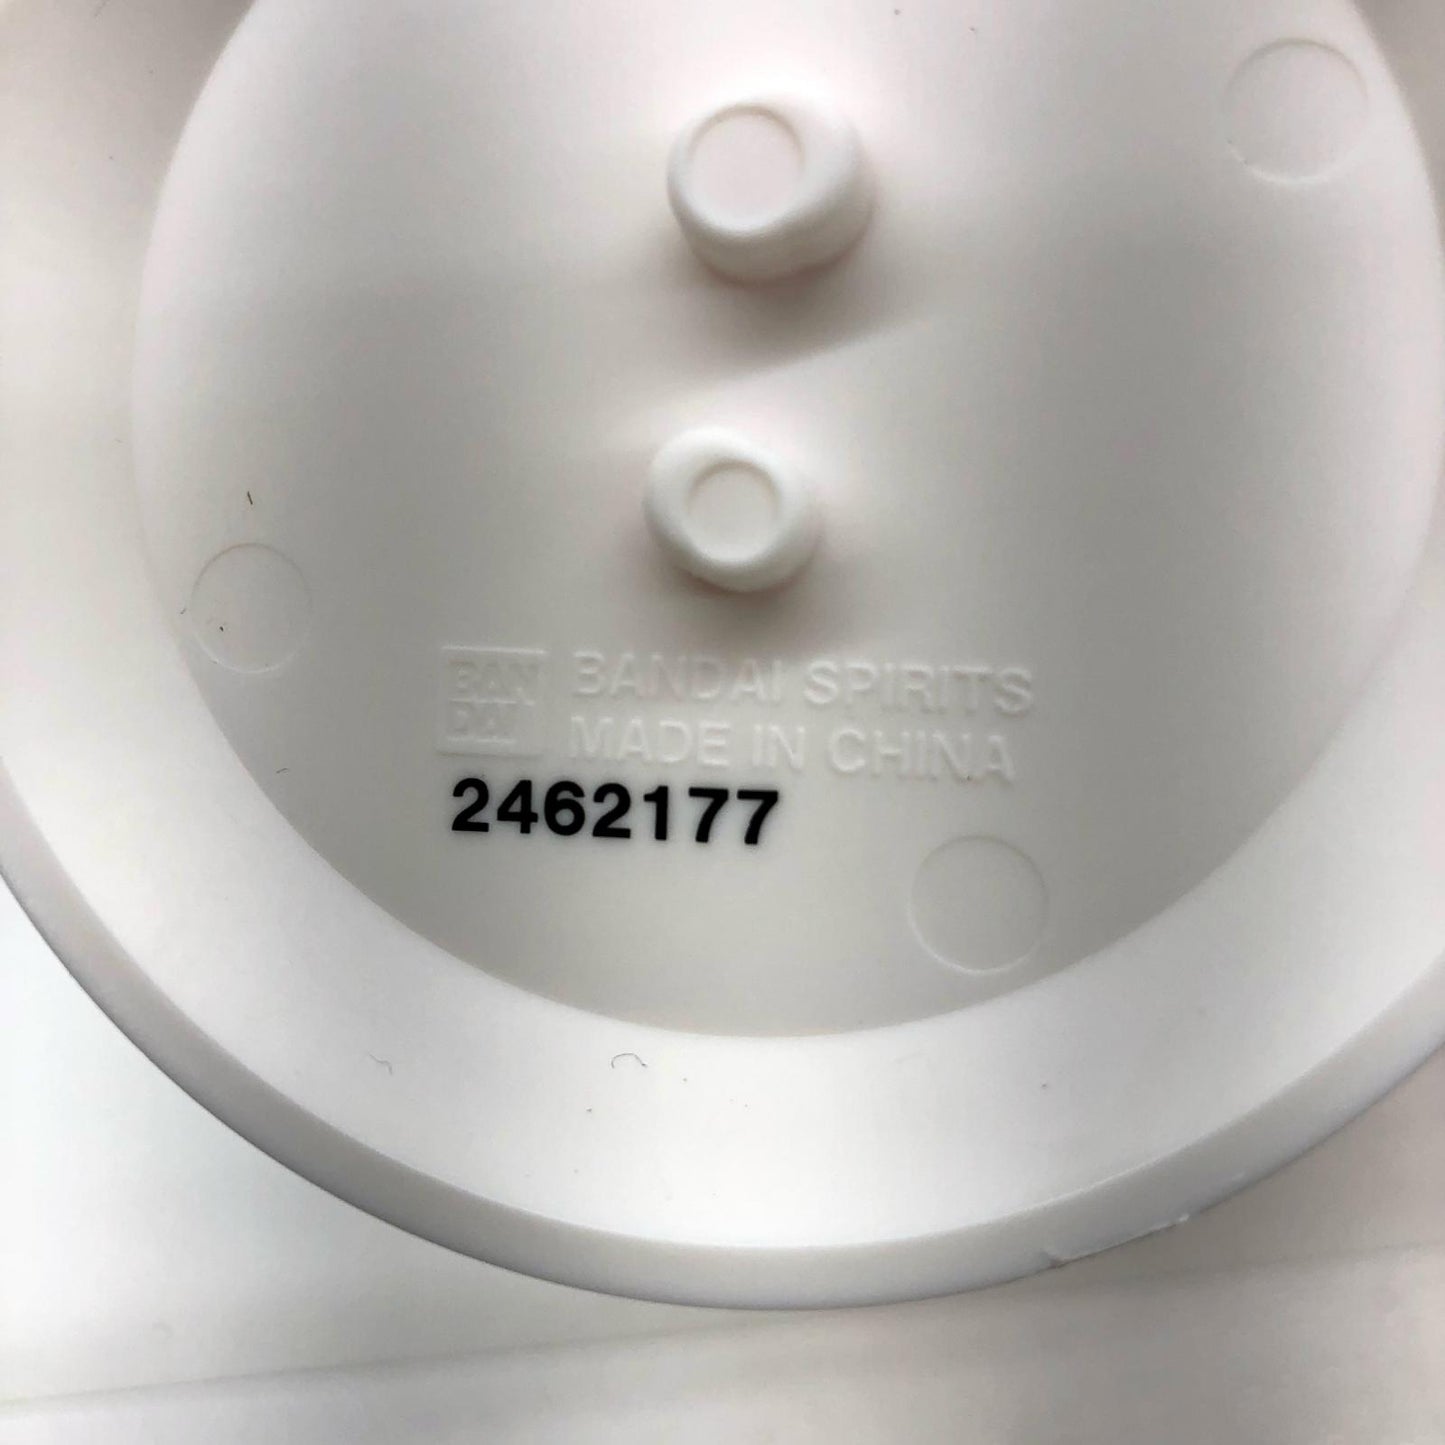 BAN
DAI
BANDAI SPIRITS
MADE IN CHINA
2462177